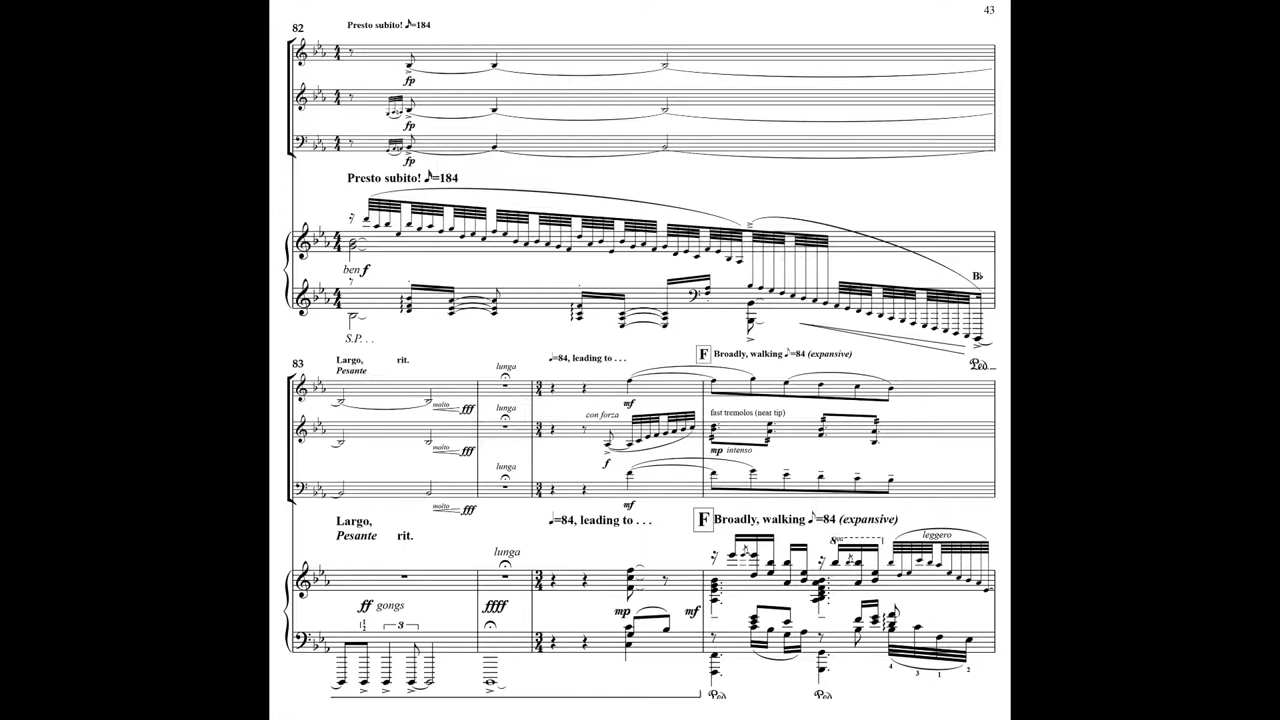 43
82
Presto subito! ♪=184
fp
fp
fp
Presto subito! ♪=184
ben f
B♭
S.P. . .
Ped.
83
Largo, rit.
Pesante
molto fff
lunga
♩=84, leading to . . .
F Broadly, walking ♪=84 (expansive)
mf
molto fff
lunga
con forza
f
fast tremolos (near tip)
mp intenso
molto fff
lunga
mf
Largo,
Pesante rit.
♩=84, leading to . . .
F Broadly, walking ♪=84 (expansive)
lunga
8va
leggero
ff gongs
ffff
mp
mf
3
4 3 1 2
Ped
Ped